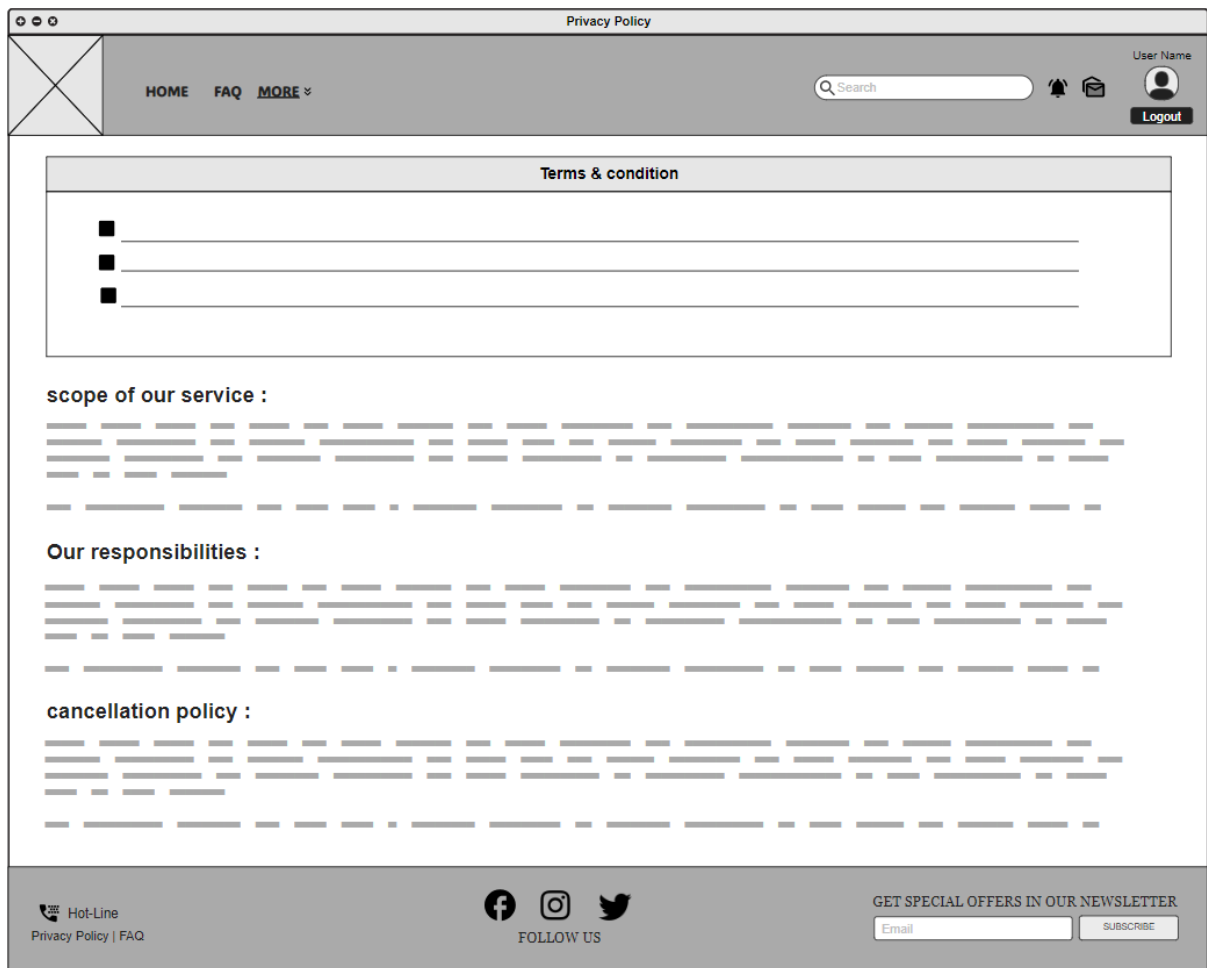 Privacy Policy
User Name
HOME FAQ MORE
Search
Logout
Terms & condition
scope of our service :
Our responsibilities :
cancellation policy :
Hot-Line
Privacy Policy | FAQ
FOLLOW US
GET SPECIAL OFFERS IN OUR NEWSLETTER
Email
SUBSCRIBE